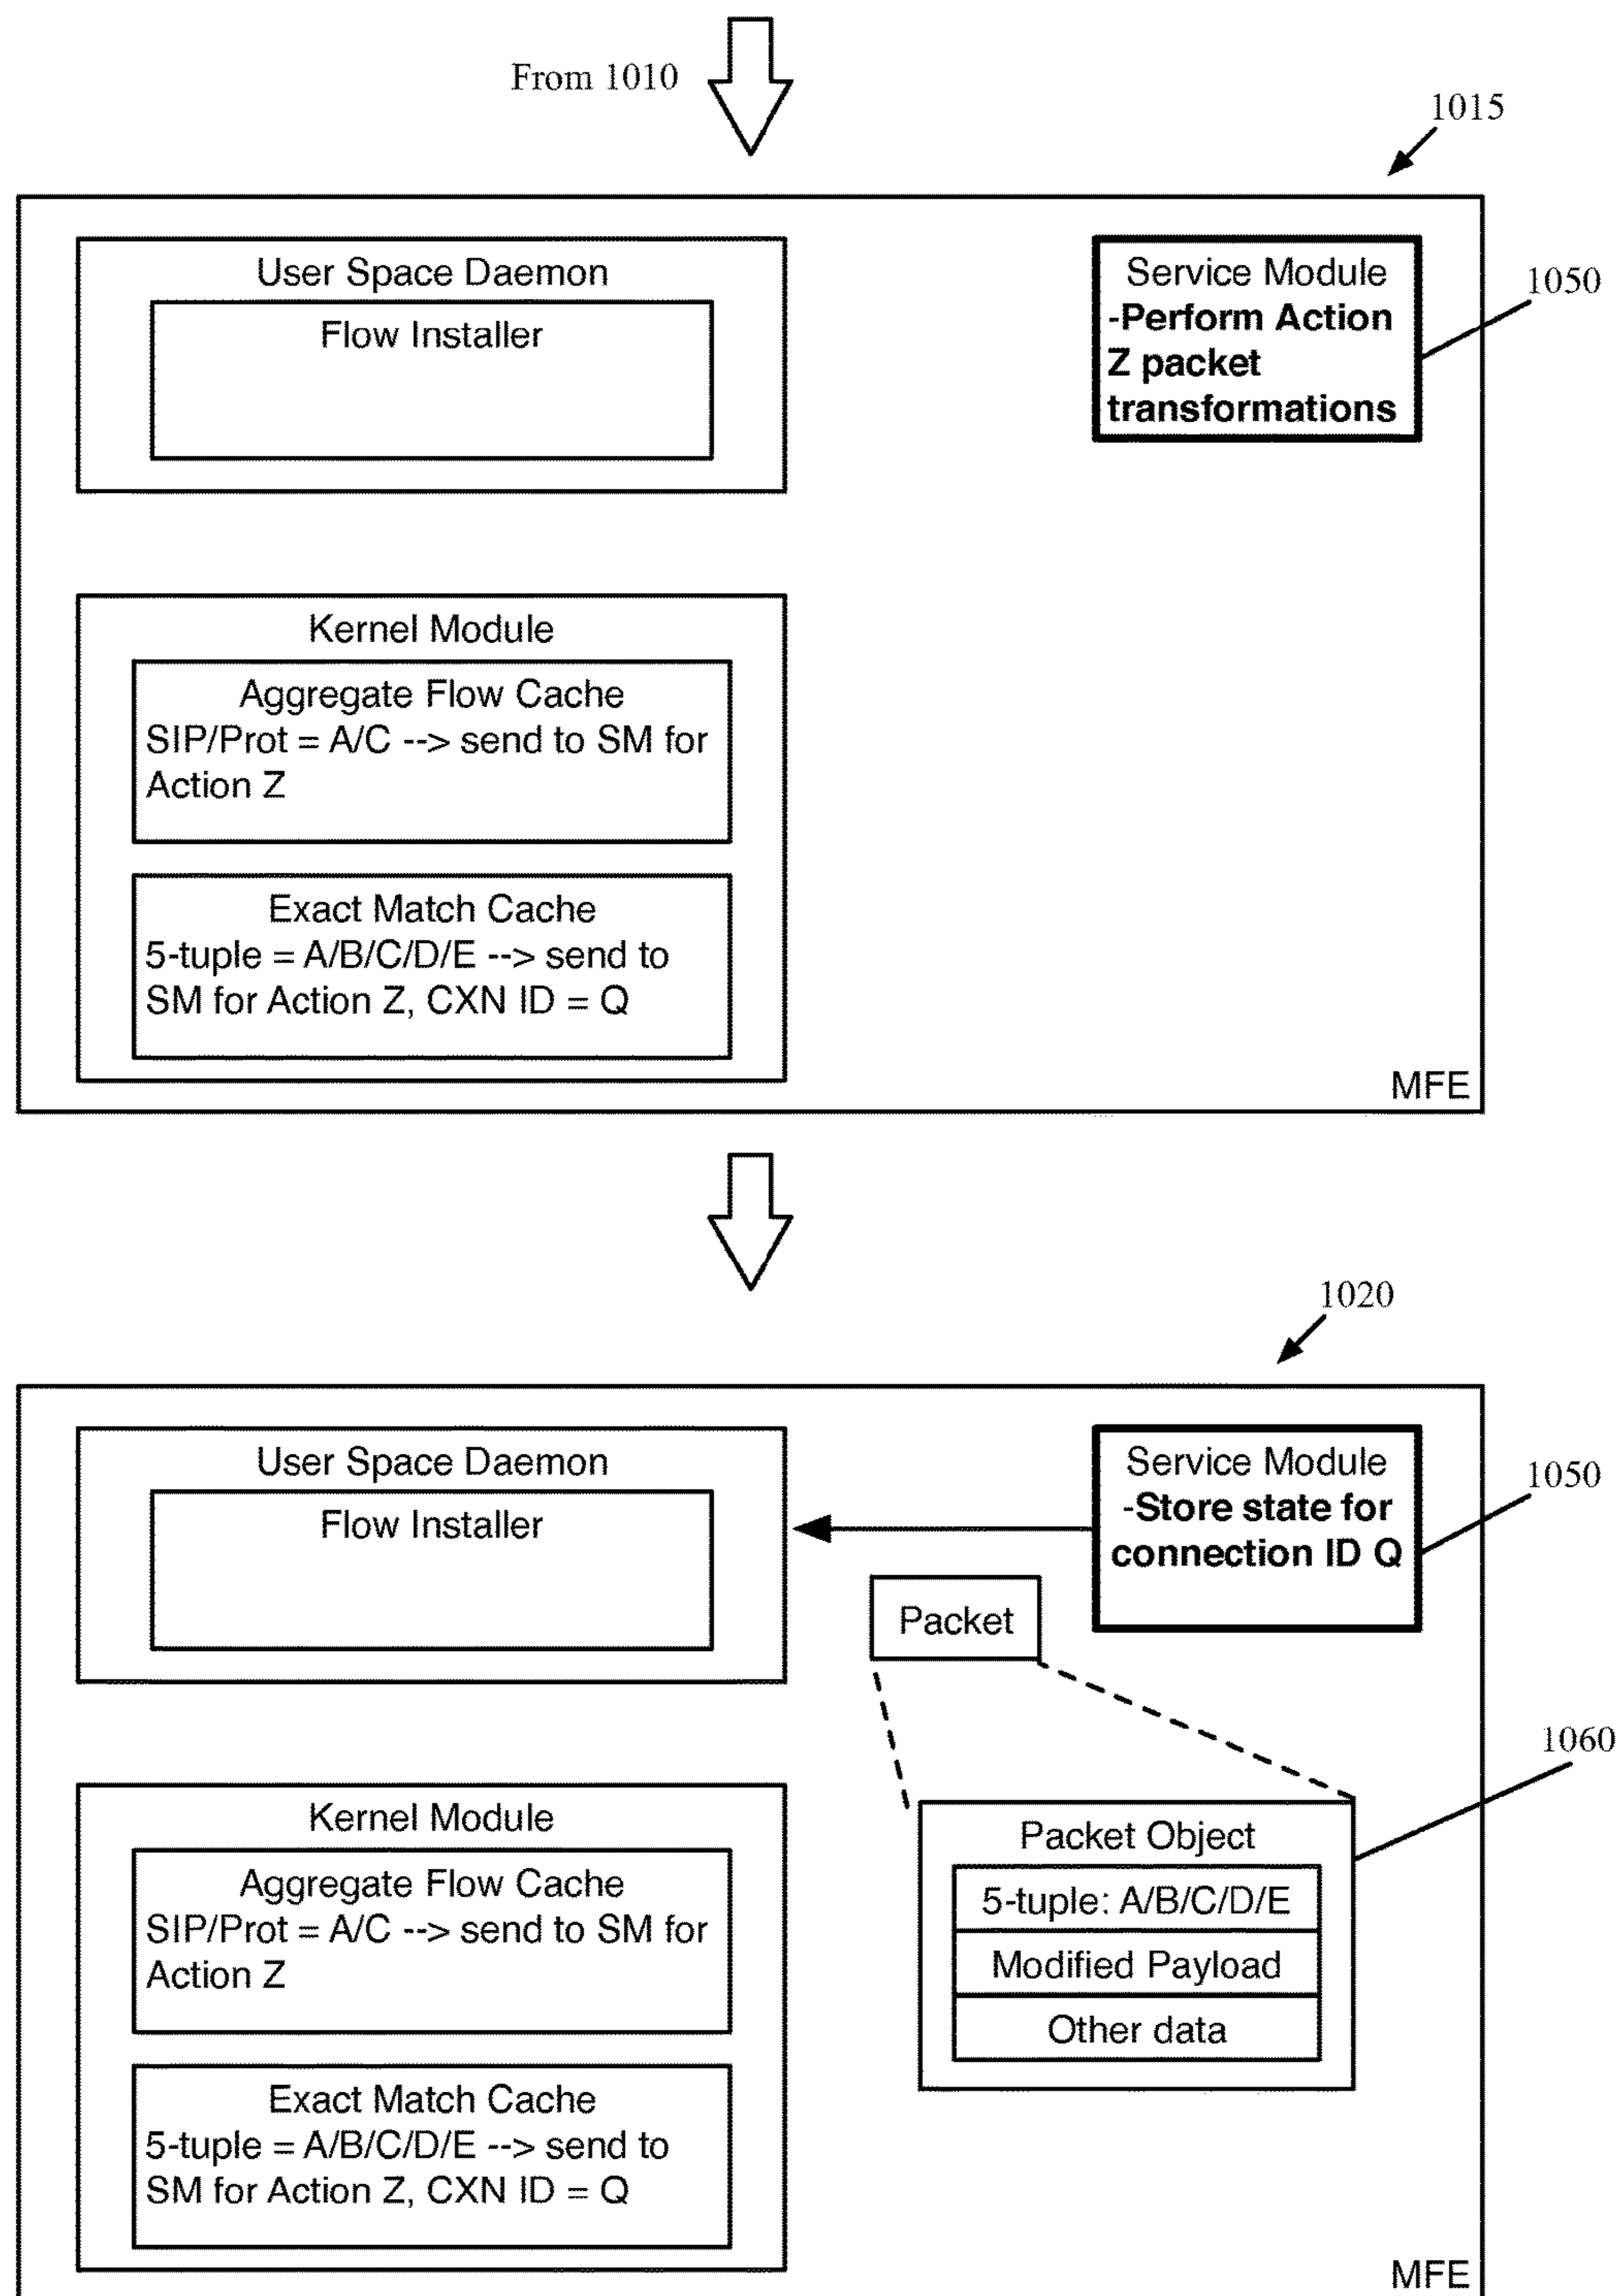 From 1010
1015
User Space Daemon
Flow Installer
Service Module
-Perform Action
Z packet
transformations
1050
Kernel Module
Aggregate Flow Cache
SIP/Prot = A/C --> send to SM for
Action Z
Exact Match Cache
5-tuple = A/B/C/D/E --> send to
SM for Action Z, CXN ID = Q
MFE
1020
User Space Daemon
Flow Installer
Service Module
-Store state for
connection ID Q
1050
Packet
1060
Kernel Module
Aggregate Flow Cache
SIP/Prot = A/C --> send to SM for
Action Z
Exact Match Cache
5-tuple = A/B/C/D/E --> send to
SM for Action Z, CXN ID = Q
Packet Object
5-tuple: A/B/C/D/E
Modified Payload
Other data
MFE